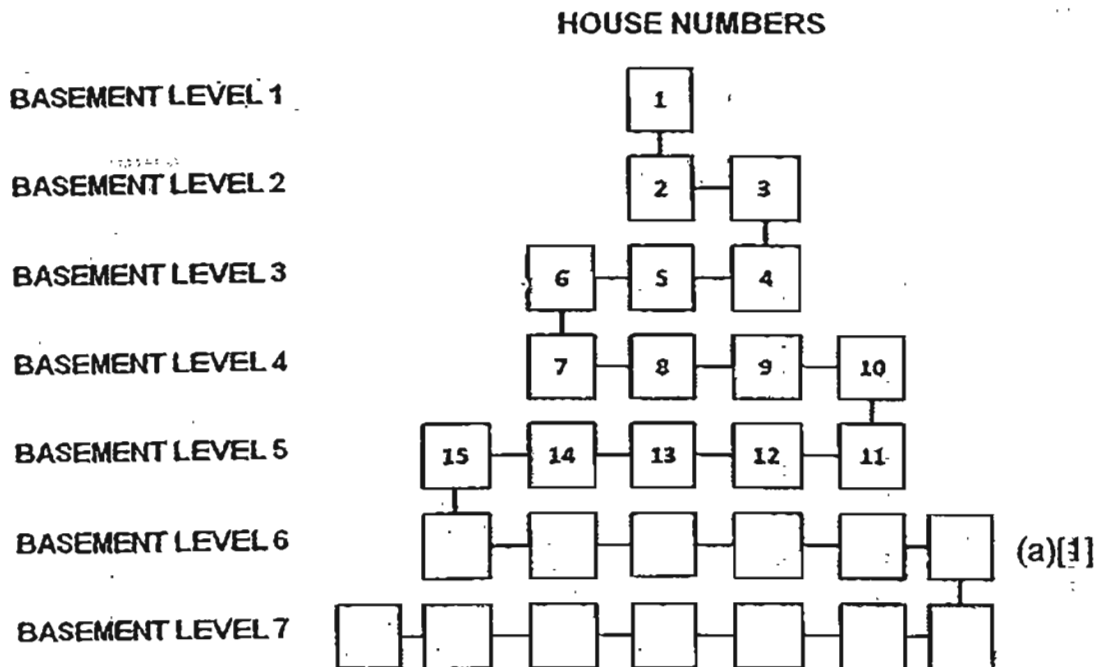 HOUSE NUMBERS
BASEMENT LEVEL 1
1
BASEMENT LEVEL 2
2 3
BASEMENT LEVEL 3
6 5 4
BASEMENT LEVEL 4
7 8 9 10
BASEMENT LEVEL 5
15 14 13 12 11
BASEMENT LEVEL 6
(a)[1]
BASEMENT LEVEL 7